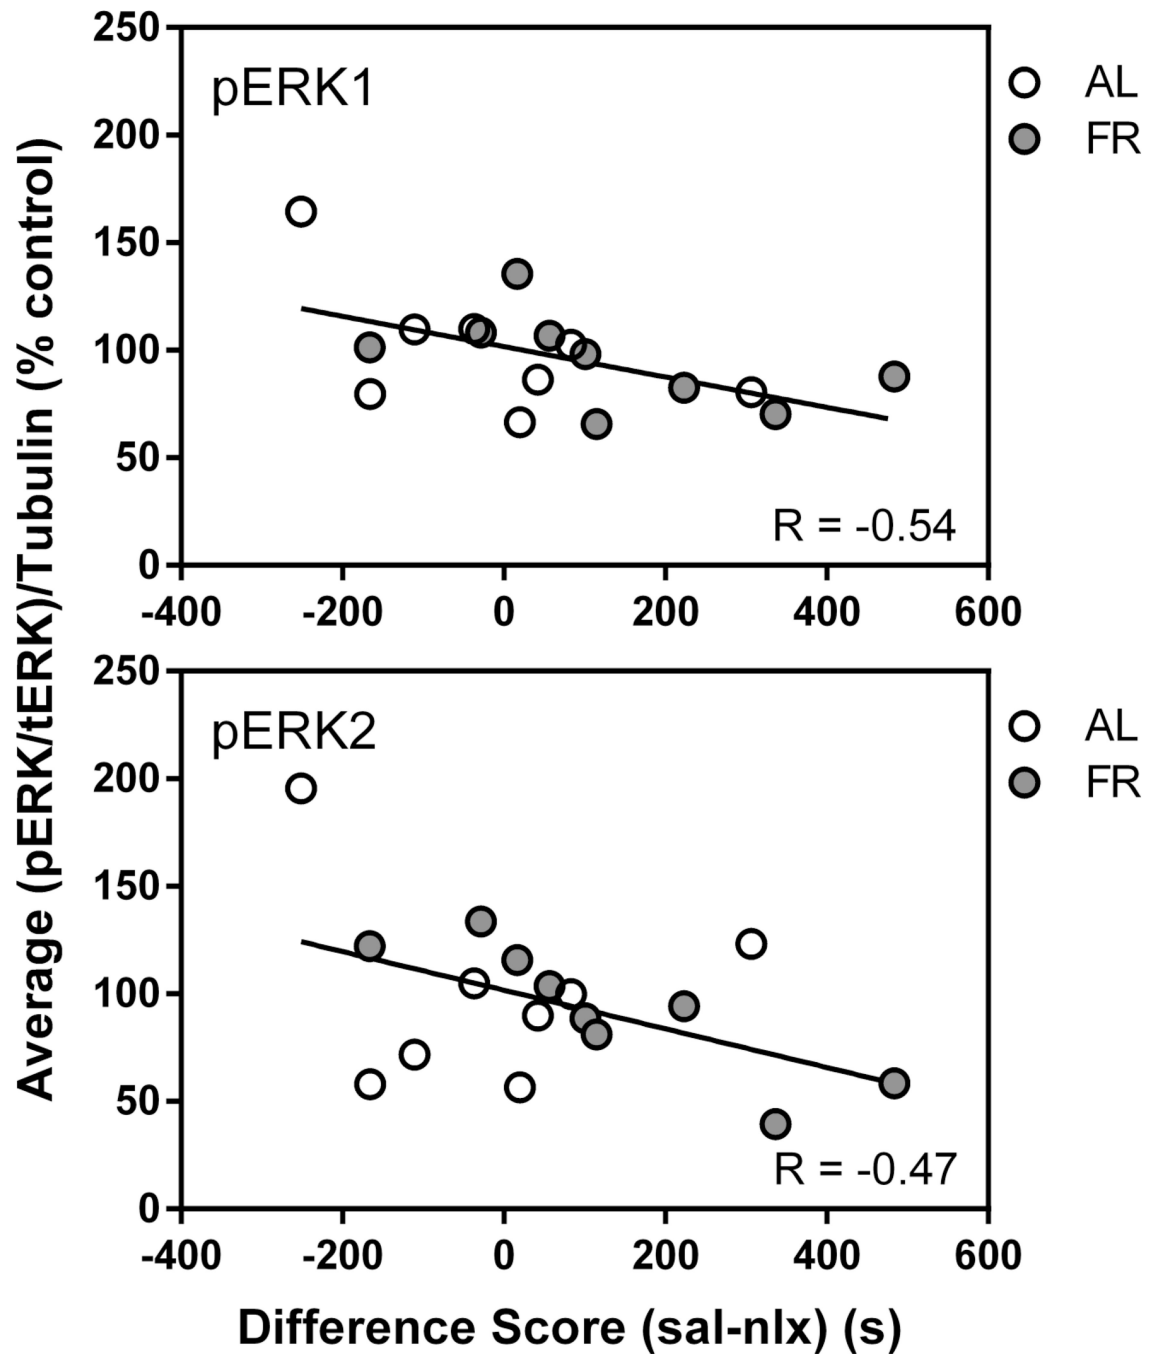 Average (pERK/tERK)/Tubulin (% control)
250
200
150
100
50
0
pERK1
AL
FR
R = -0.54
-400 -200 0 200 400 600
250
200
150
100
50
0
pERK2
AL
FR
R = -0.47
-400 -200 0 200 400 600
Difference Score (sal-nlx) (s)